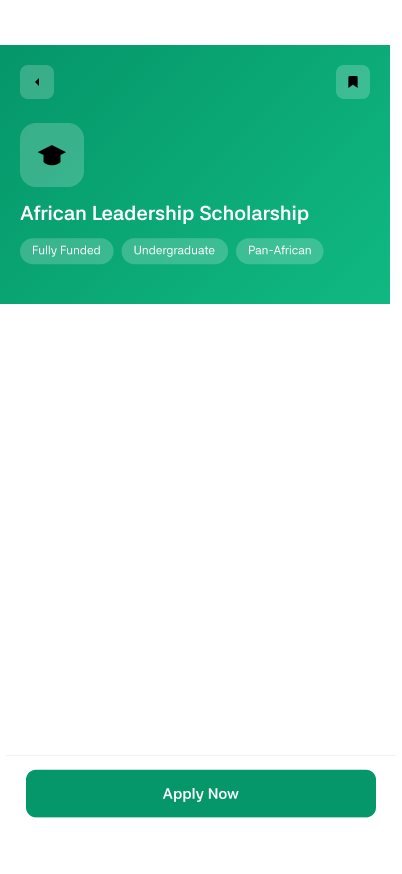 African Leadership Scholarship
Fully Funded Undergraduate Pan-African
Apply Now